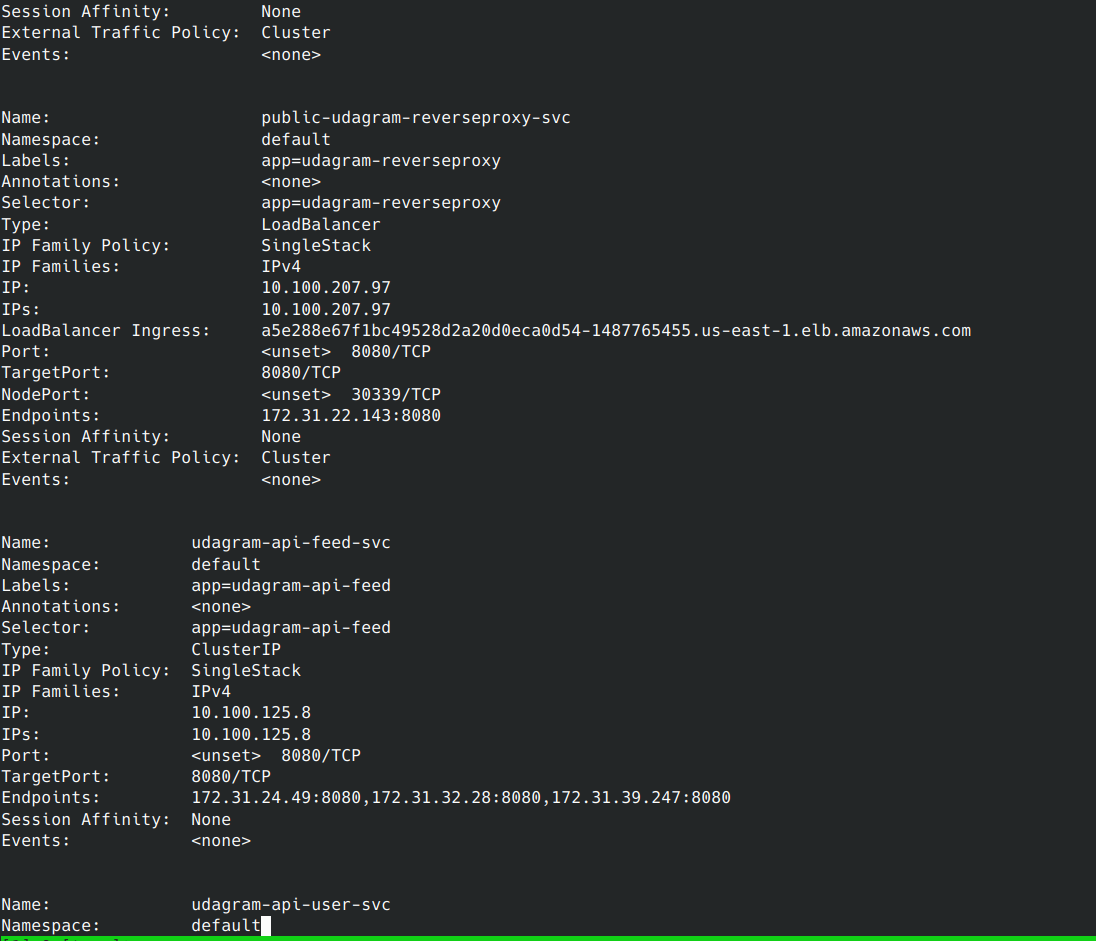 Session Affinity:         None
External Traffic Policy:  Cluster
Events:                   <none>
Name:                     public-udagram-reverseproxy-svc
Namespace:                default
Labels:                   app=udagram-reverseproxy
Annotations:              <none>
Selector:                 app=udagram-reverseproxy
Type:                     LoadBalancer
IP Family Policy:         SingleStack
IP Families:              IPv4
IP:                       10.100.207.97
IPs:                      10.100.207.97
LoadBalancer Ingress:     a5e288e67f1bc49528d2a20d0eca0d54-1487765455.us-east-1.elb.amazonaws.com
Port:                     <unset>  8080/TCP
TargetPort:               8080/TCP
NodePort:                 <unset>  30339/TCP
Endpoints:                172.31.22.143:8080
Session Affinity:         None
External Traffic Policy:  Cluster
Events:                   <none>
Name:              udagram-api-feed-svc
Namespace:         default
Labels:            app=udagram-api-feed
Annotations:       <none>
Selector:          app=udagram-api-feed
Type:              ClusterIP
IP Family Policy:  SingleStack
IP Families:       IPv4
IP:                10.100.125.8
IPs:               10.100.125.8
Port:              <unset>  8080/TCP
TargetPort:        8080/TCP
Endpoints:         172.31.24.49:8080,172.31.32.28:8080,172.31.39.247:8080
Session Affinity:  None
Events:            <none>
Name:              udagram-api-user-svc
Namespace:         default